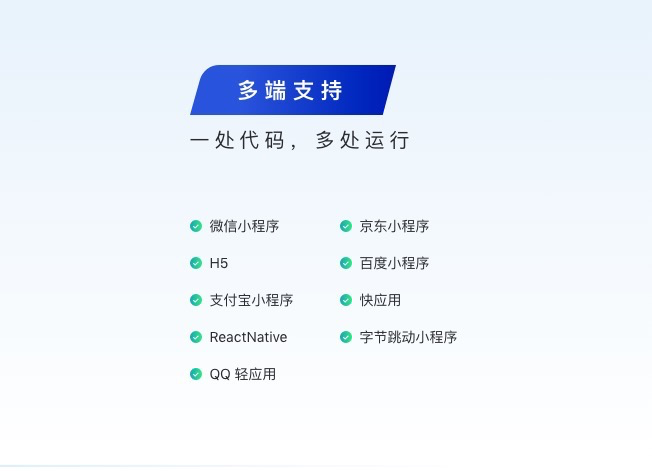 多端支持
一处代码，多处运行
微信小程序
京东小程序
H5
百度小程序
支付宝小程序
快应用
ReactNative
字节跳动小程序
QQ 轻应用